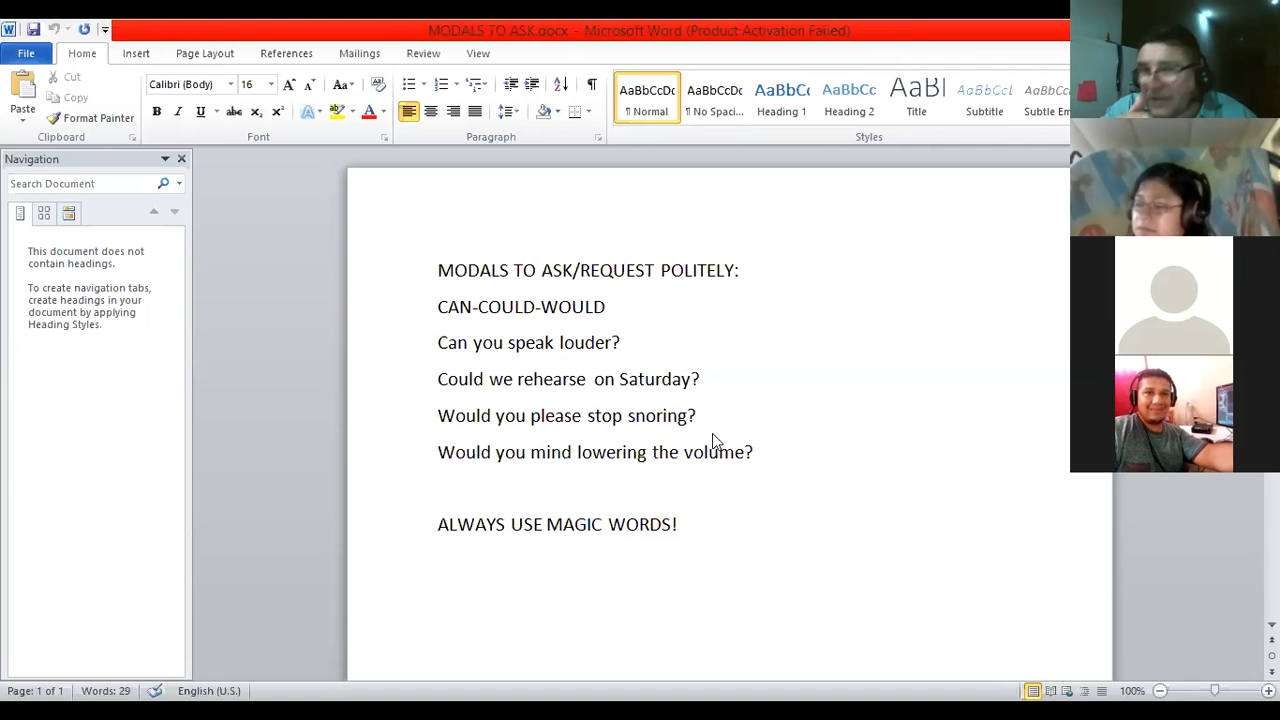 MODALS TO ASK.docx - Microsoft Word (Product Activation Failed)
File Home Insert Page Layout References Mailings Review View
Paste
Cut
Copy
Format Painter
Clipboard
Calibri (Body) 16
Font
Paragraph
AaBbCcDc AaBbCcDc AaBbCc AaBbCc AaBl AaBbCc AaBbCc
¶ Normal ¶ No Spaci... Heading 1 Heading 2 Title Subtitle Subtle Em
Styles
Navigation
Search Document
This document does not
contain headings.
To create navigation tabs,
create headings in your
document by applying
Heading Styles.
MODALS TO ASK/REQUEST POLITELY:
CAN-COULD-WOULD
Can you speak louder?
Could we rehearse on Saturday?
Would you please stop snoring?
Would you mind lowering the volume?
ALWAYS USE MAGIC WORDS!
Page: 1 of 1 Words: 29 English (U.S.) 100%